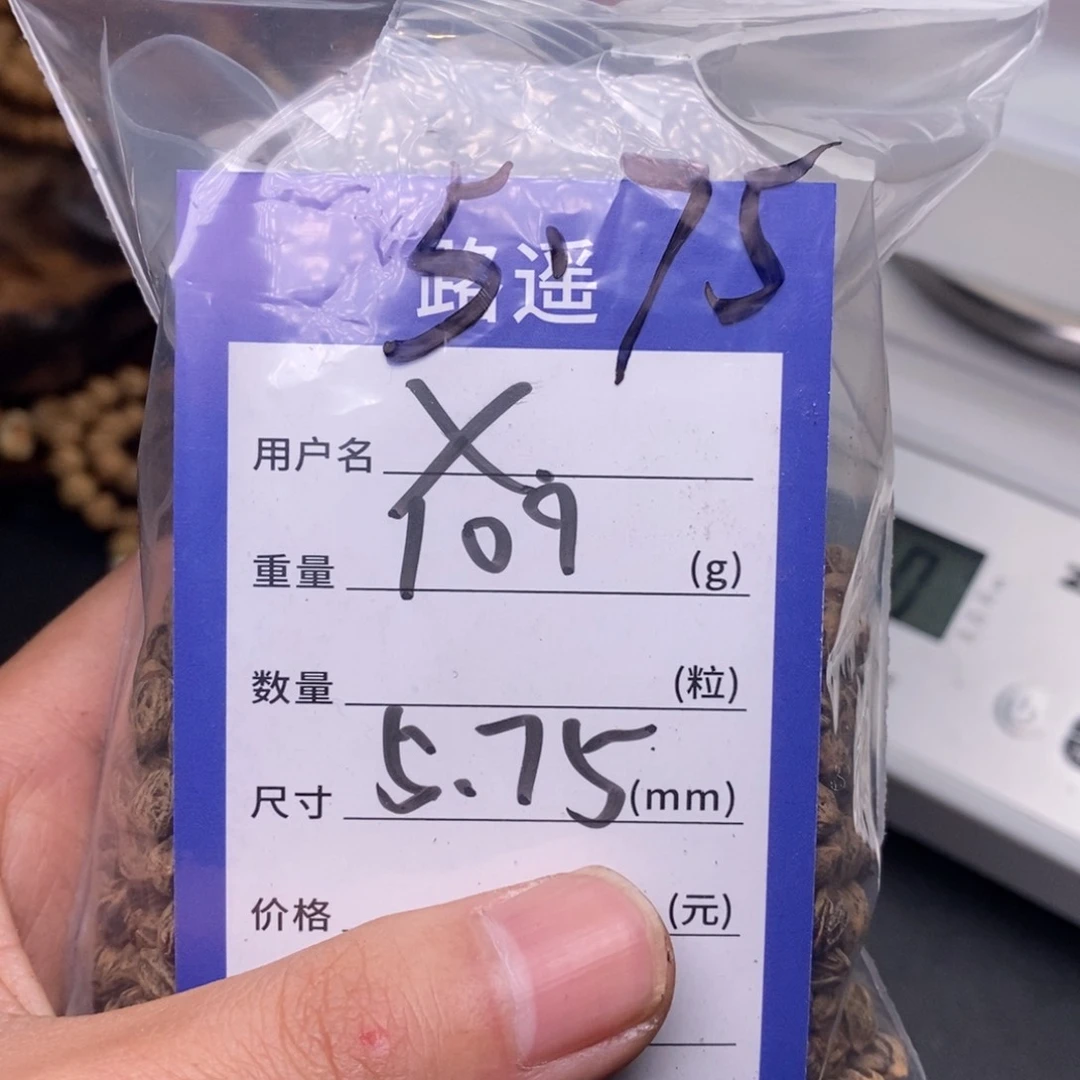 5.75
路遥
用户名 X
重量 109 (g)
数量 (粒)
尺寸 5.75 (mm)
价格 (元)